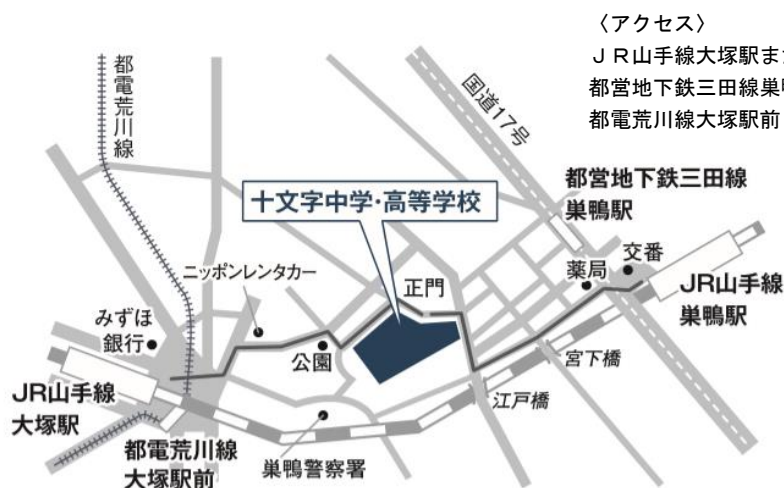 〈アクセス〉
ＪＲ山手線大塚駅ま
都営地下鉄三田線巣
都電荒川線大塚駅前
都電荒川線
国道17号
都営地下鉄三田線
巣鴨駅
十文字中学・高等学校
交番
薬局
ニッポンレンタカー
正門
JR山手線
巣鴨駅
みずほ
銀行
公園
宮下橋
JR山手線
大塚駅
江戸橋
都電荒川線
大塚駅前
巣鴨警察署